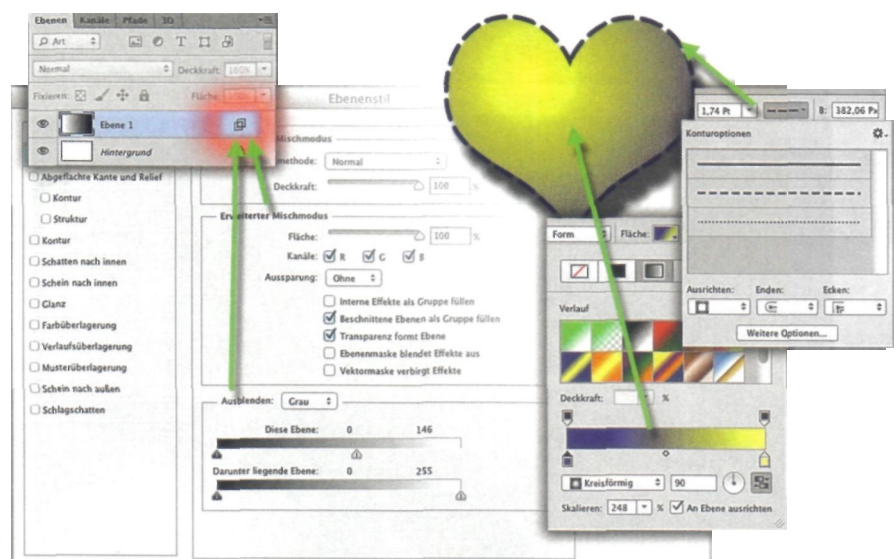 Ebenen Kanäle Pfade 3D
Art
Normal Deckkraft: 100%
Fixieren: Fläche:
Ebene 1
Hintergrund
Ebenenstil
Mischmodus
methode: Normal
Deckkraft: 100 %
Erweiterter Mischmodus
Fläche: 100 %
Kanäle: R G B
Aussparung: Ohne
Interne Effekte als Gruppe füllen
Beschnittene Ebenen als Gruppe füllen
Transparenz formt Ebene
Ebenenmaske blendet Effekte aus
Vektormaske verbirgt Effekte
Ausblenden: Grau
Diese Ebene: 0 146
Darunter liegende Ebene: 0 255
Abgeflachte Kante und Relief
Kontur
Struktur
Kontur
Schatten nach innen
Schein nach innen
Glanz
Farbüberlagerung
Verlaufsüberlagerung
Musterüberlagerung
Schein nach außen
Schlagschatten
1,74 Pt B: 382,06 Px
Konturoptionen
Ausrichten: Enden: Ecken:
Weitere Optionen...
Form Fläche:
Verlauf
Deckkraft: %
Kreisförmig 90
Skalieren: 248 % An Ebene ausrichten